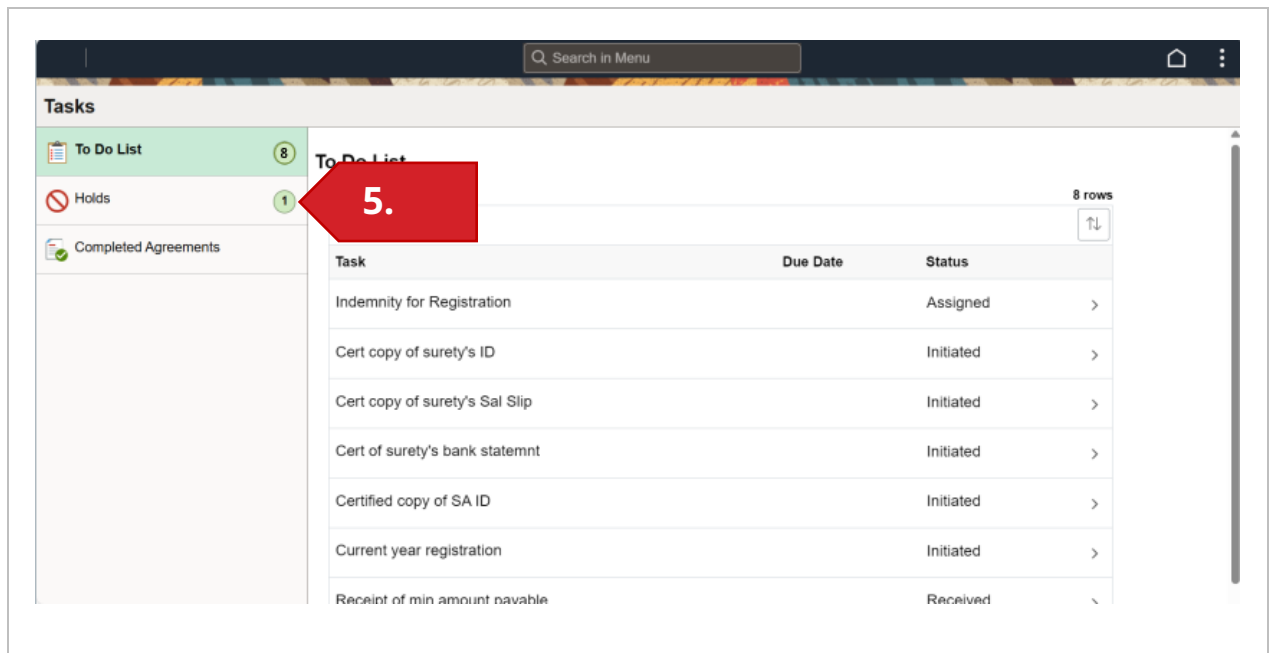 Search in Menu
Tasks
To Do List 8
To Do List
Holds 1
5.
8 rows
Completed Agreements
Task Due Date Status
Indemnity for Registration Assigned
Cert copy of surety's ID Initiated
Cert copy of surety's Sal Slip Initiated
Cert of surety's bank statemnt Initiated
Certified copy of SA ID Initiated
Current year registration Initiated
Receipt of min amount payable Received